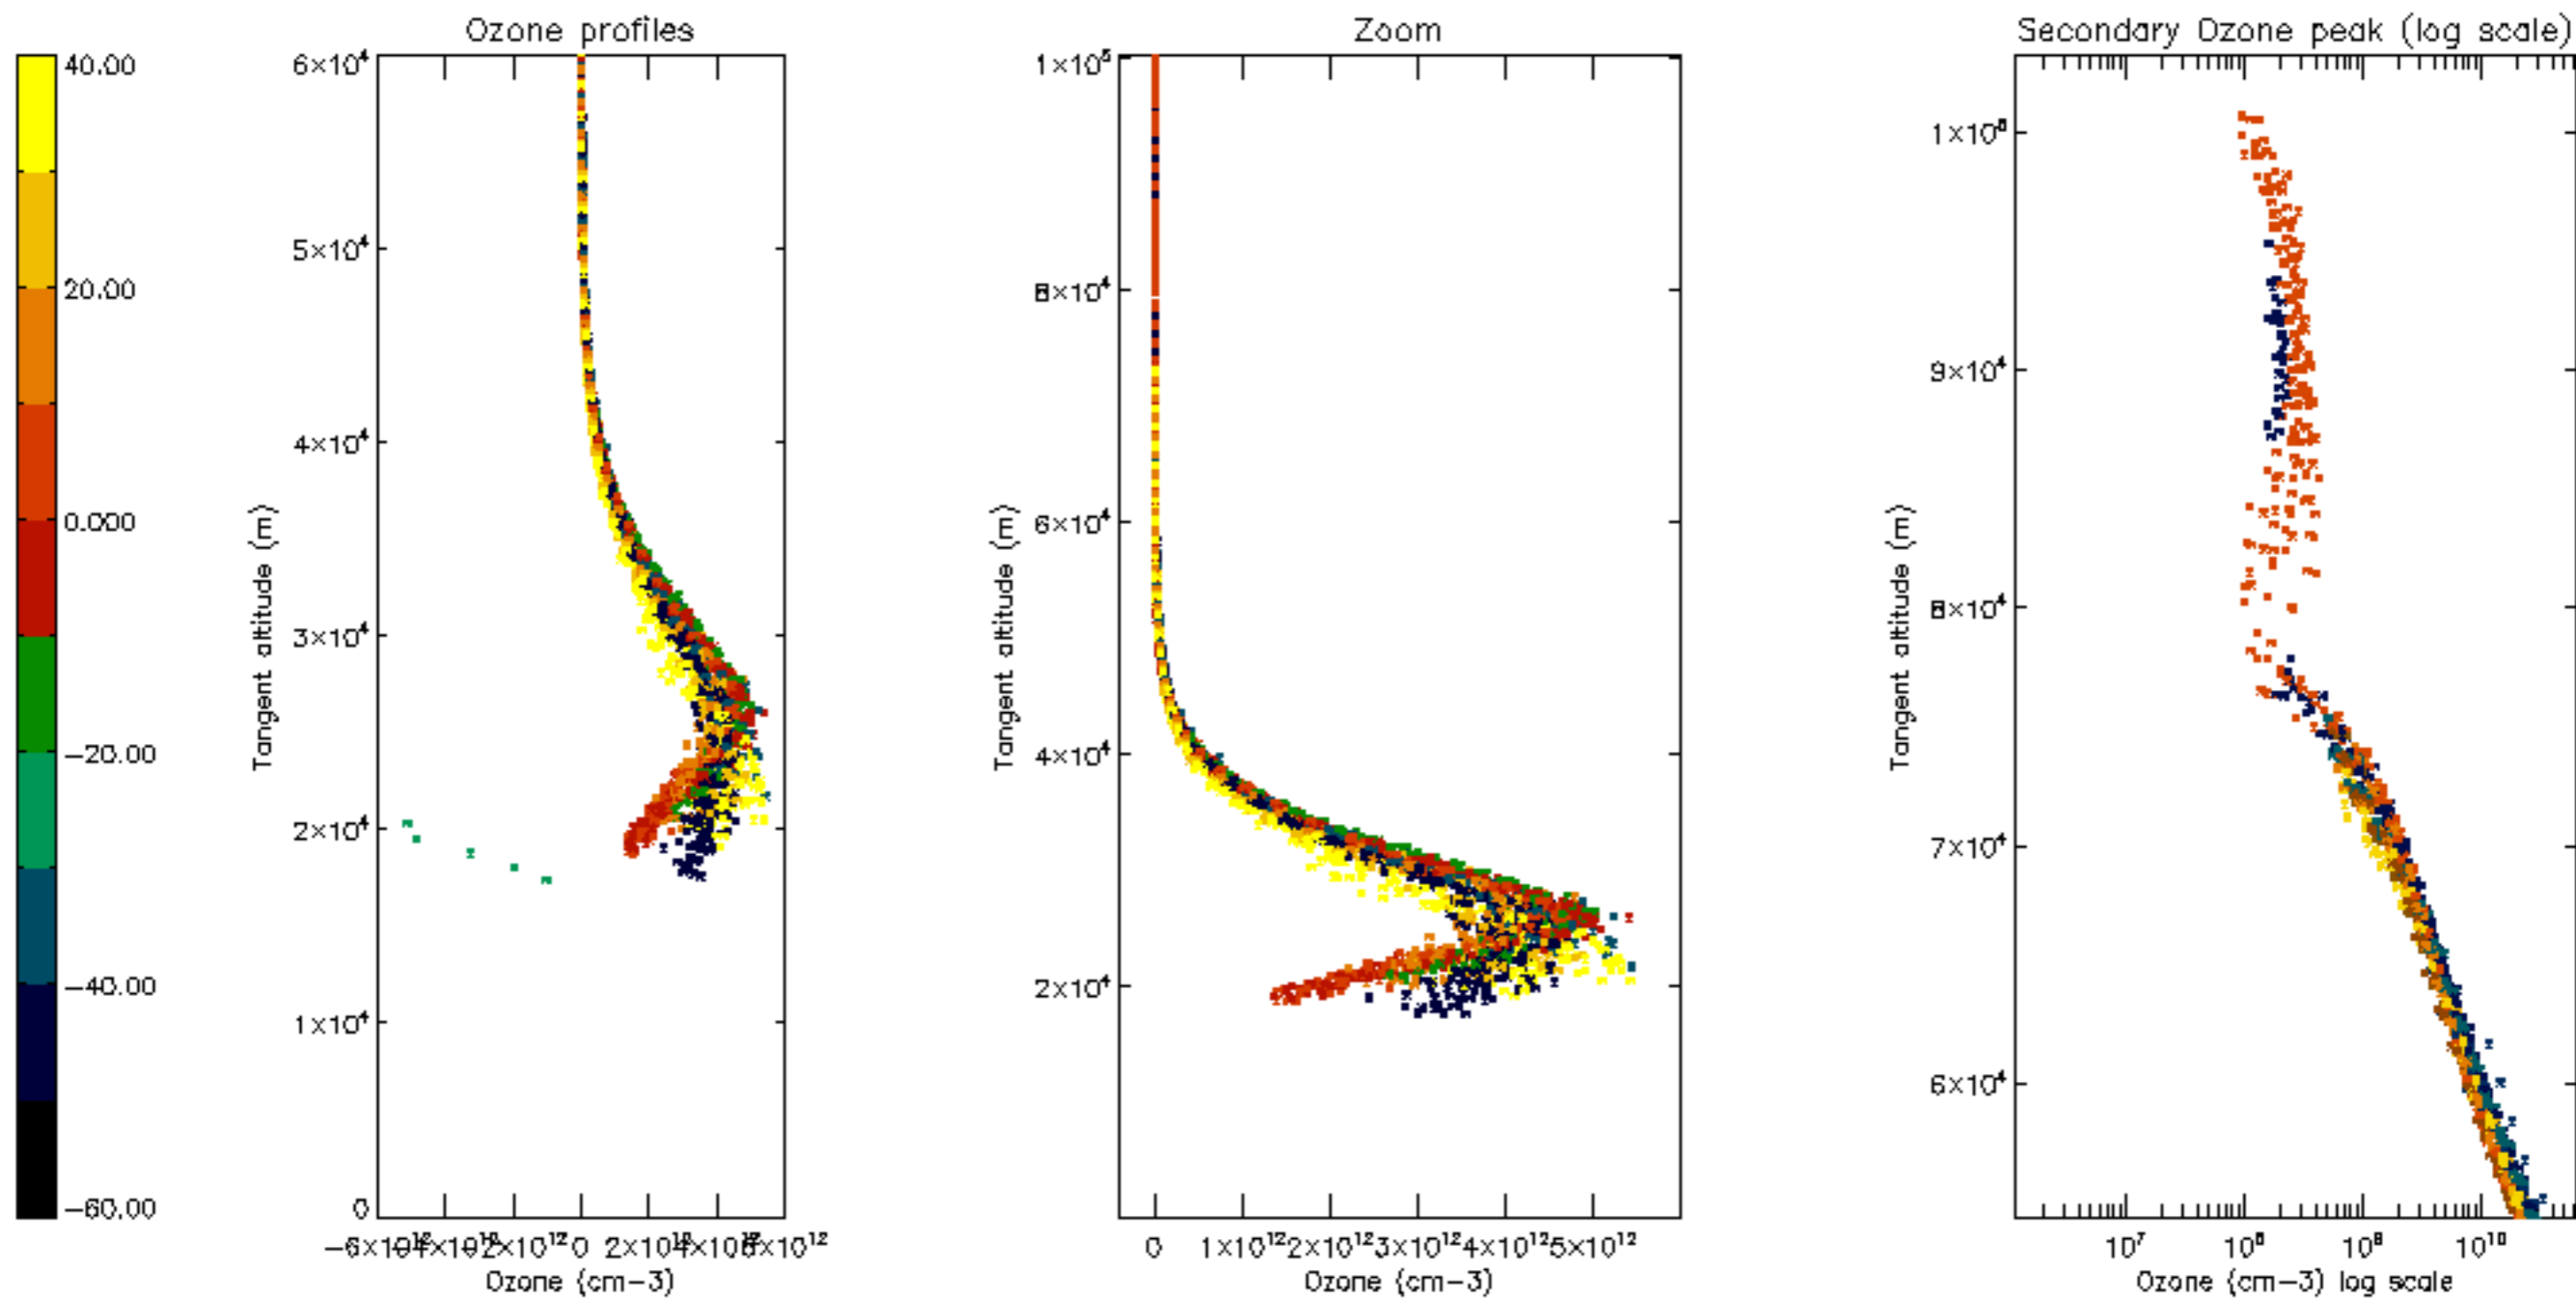 Ozone profiles
Zoom
Secondary Ozone peak (log scale)
40.00
20.00
0.000
−20.00
−40.00
−60.00
6×10⁴
5×10⁴
4×10⁴
3×10⁴
2×10⁴
1×10⁴
0
Tangent altitude (m)
0 2×10¹²
Ozone (cm−3)
1×10⁵
8×10⁴
6×10⁴
4×10⁴
2×10⁴
Tangent altitude (m)
0 1×10¹² 2×10¹² 3×10¹² 4×10¹² 5×10¹²
Ozone (cm−3)
1×10⁵
9×10⁴
8×10⁴
7×10⁴
6×10⁴
Tangent altitude (m)
10⁷ 10⁸ 10⁹ 10¹⁰
Ozone (cm−3) log scale